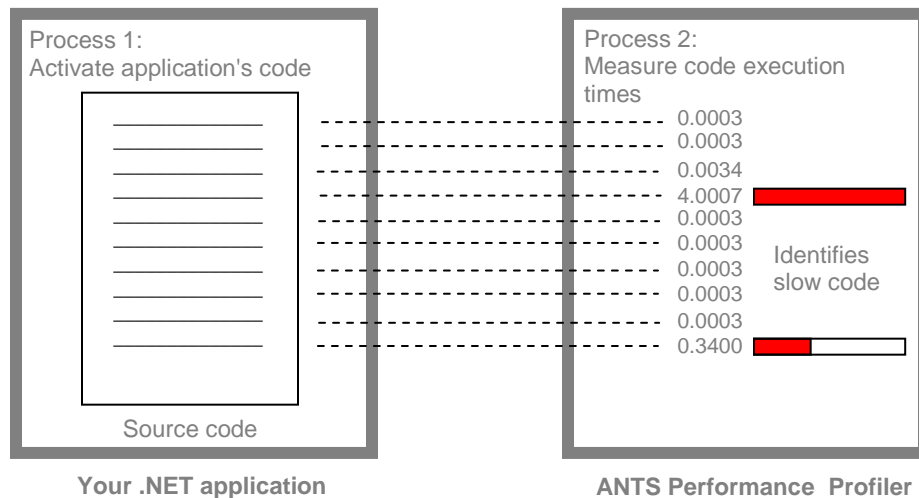 Process 1:
Activate application's code
Source code
Your .NET application
Process 2:
Measure code execution
times
0.0003
0.0003
0.0034
4.0007
0.0003
0.0003
0.0003
0.0003
0.0003
0.3400
Identifies
slow code
ANTS Performance Profiler